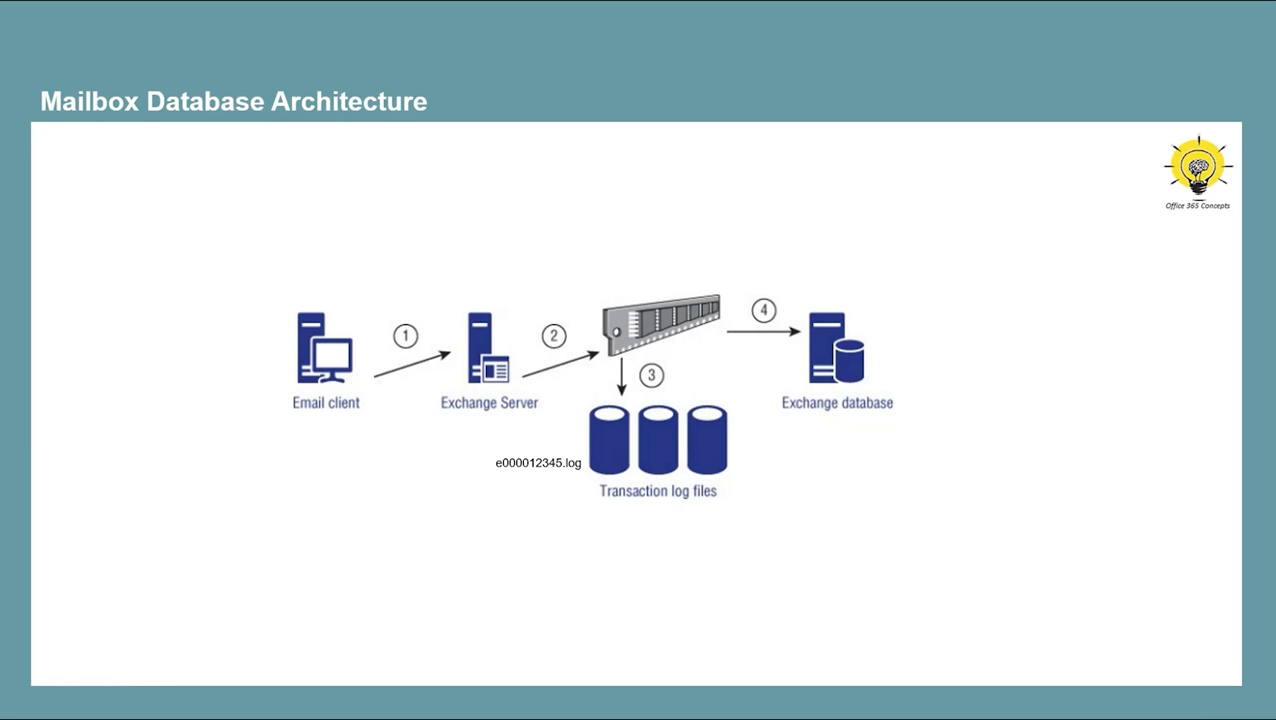 Mailbox Database Architecture
Office 365 Concepts
1
2
3
4
Email client
Exchange Server
Exchange database
e000012345.log
Transaction log files